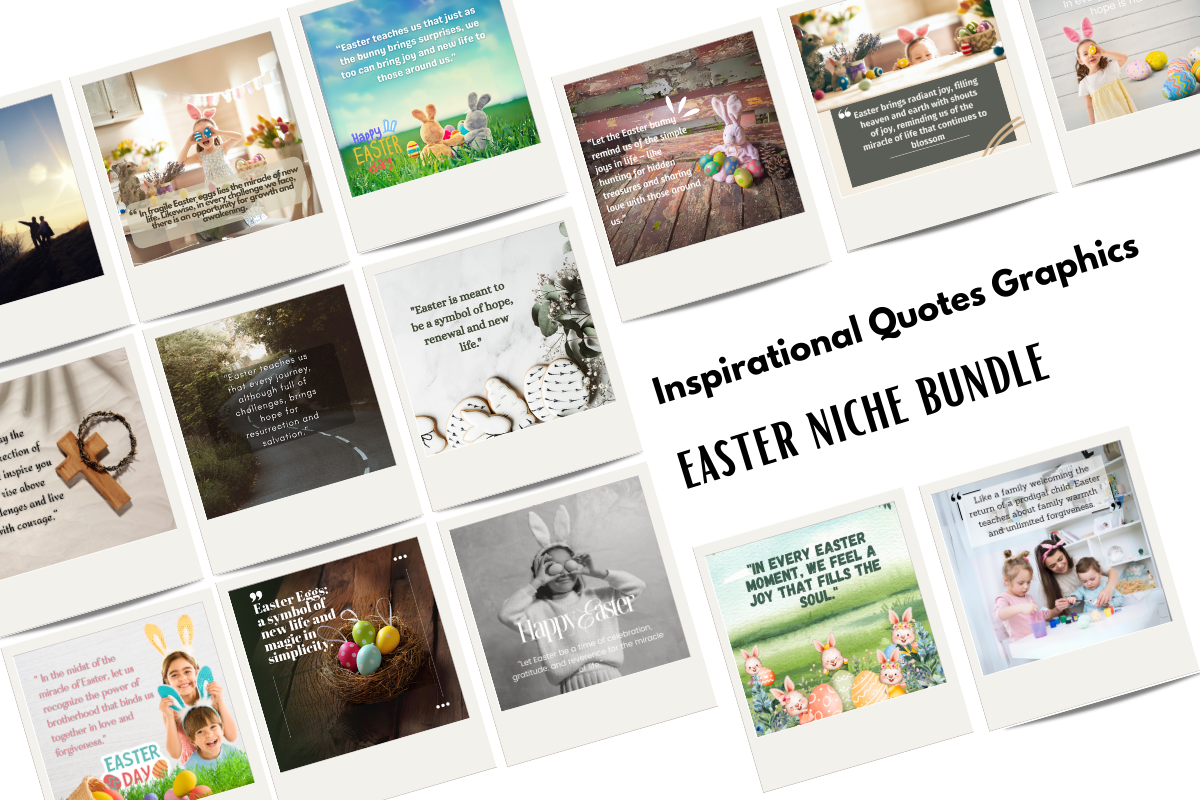 "Easter teaches us that just as
the bunny brings surprises, we
too can bring joy and new life to
those around us."
Happy
EASTER
day
“ In fragile Easter eggs lies the miracle of new
life. Likewise, in every challenge we face,
there is an opportunity for growth and
awakening.
"Let the Easter bunny
remind us of the simple
joys in life – like
hunting for hidden
treasures and sharing
love with those around
us."
“ Easter brings radiant joy, filling
heaven and earth with shouts
of joy, reminding us of the
miracle of life that continues to
blossom
hope is
Inspirational Quotes Graphics
EASTER NICHE BUNDLE
"Easter is meant to
be a symbol of hope,
renewal and new
life."
"Easter teaches us
that every journey,
although full of
challenges, brings
hope for
resurrection and
salvation."
the
of
inspire you
rise above
and live
with courage."
” Easter Eggs:
a symbol of
new life and
magic in
simplicity.
Happy Easter
"Let Easter be a time of celebration,
gratitude, and reverence for the miracle
of life."
"IN EVERY EASTER
MOMENT, WE FEEL A
JOY THAT FILLS THE
SOUL."
“ Like a family welcoming the
return of a prodigal child, Easter
teaches about family warmth
and unlimited forgiveness. ”
" In the midst of the
miracle of Easter, let us
recognize the power of
brotherhood that binds us
together in love and
forgiveness."
EASTER
DAY